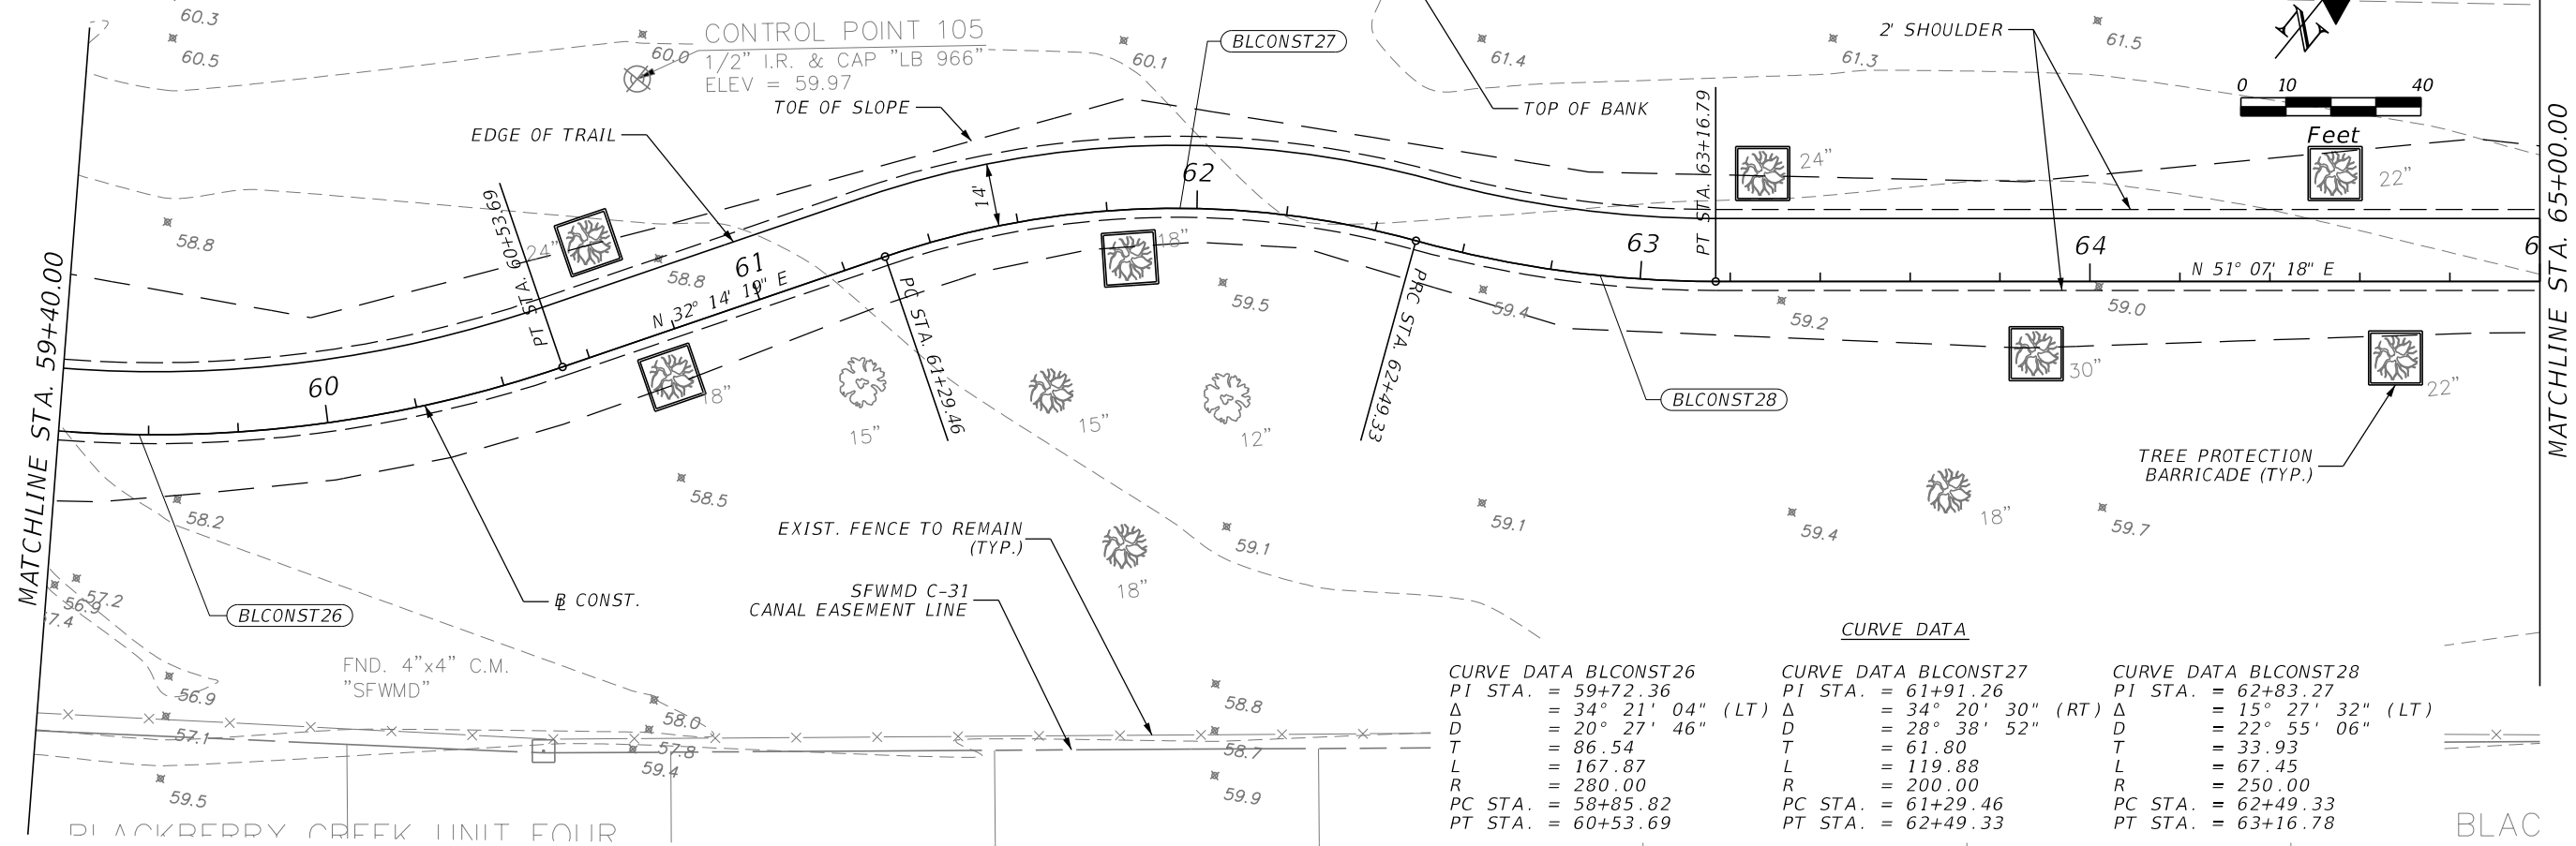 60.3
60.5
60.0
CONTROL POINT 105
1/2" I.R. & CAP "LB 966"
ELEV = 59.97
60.1
BLCONST27
61.4
2' SHOULDER
61.3
61.5
N
0 10 40
Feet
TOE OF SLOPE
EDGE OF TRAIL
TOP OF BANK
PT STA. 63+16.79
24"
22"
MATCHLINE STA. 65+00.00
MATCHLINE STA. 59+40.00
58.8
PT STA. 60+53.69
24"
58.8
14'
62
18"
61
N 32° 14' 19" E
63
64
6
N 51° 07' 18" E
59.5
59.4
59.2
59.0
60
18"
PC STA. 61+29.46
PRC STA. 62+49.33
15"
15"
12"
BLCONST28
30"
22"
TREE PROTECTION
BARRICADE (TYP.)
58.2
58.5
59.1
59.1
59.4
18"
59.7
EXIST. FENCE TO REMAIN
(TYP.)
18"
SFWMD C-31
CANAL EASEMENT LINE
BL CONST.
BLCONST26
57.2
56.9
7.4
FND. 4"x4" C.M.
"SFWMD"
56.9
57.1
58.0
57.8
59.4
59.5
58.8
58.7
59.9
BLACKBERRY CREEK UNIT FOUR
CURVE DATA
CURVE DATA BLCONST26
PI STA. = 59+72.36
Δ = 34° 21' 04" (LT)
D = 20° 27' 46"
T = 86.54
L = 167.87
R = 280.00
PC STA. = 58+85.82
PT STA. = 60+53.69
CURVE DATA BLCONST27
PI STA. = 61+91.26
Δ = 34° 20' 30" (RT)
D = 28° 38' 52"
T = 61.80
L = 119.88
R = 200.00
PC STA. = 61+29.46
PT STA. = 62+49.33
CURVE DATA BLCONST28
PI STA. = 62+83.27
Δ = 15° 27' 32" (LT)
D = 22° 55' 06"
T = 33.93
L = 67.45
R = 250.00
PC STA. = 62+49.33
PT STA. = 63+16.78
BLAC